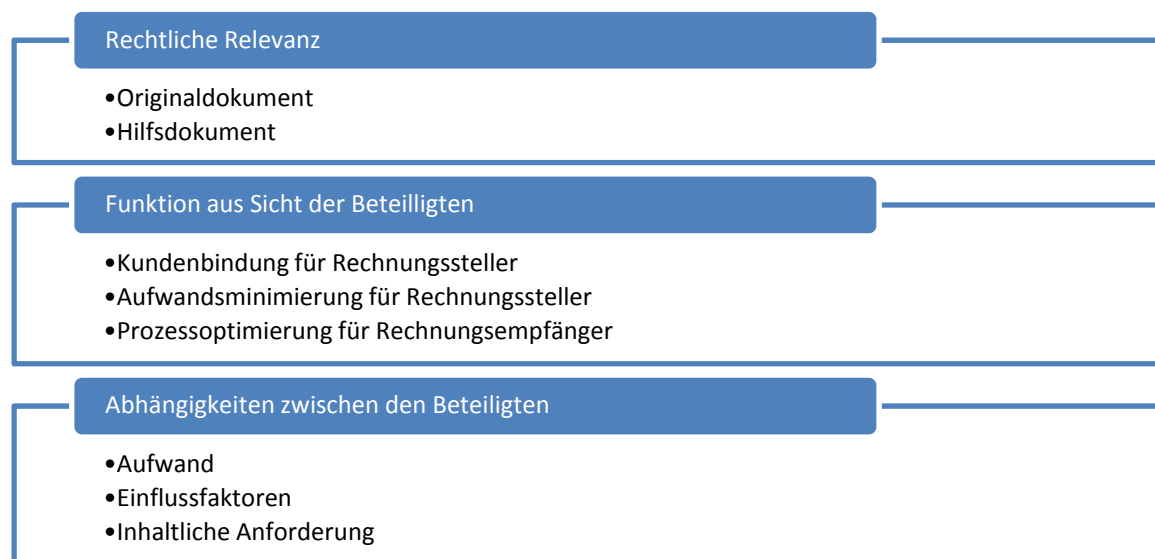 Rechtliche Relevanz
•Originaldokument
•Hilfsdokument
Funktion aus Sicht der Beteilligten
•Kundenbindung für Rechnungssteller
•Aufwandsminimierung für Rechnungssteller
•Prozessoptimierung für Rechnungsempfänger
Abhängigkeiten zwischen den Beteiligten
•Aufwand
•Einflussfaktoren
•Inhaltliche Anforderung